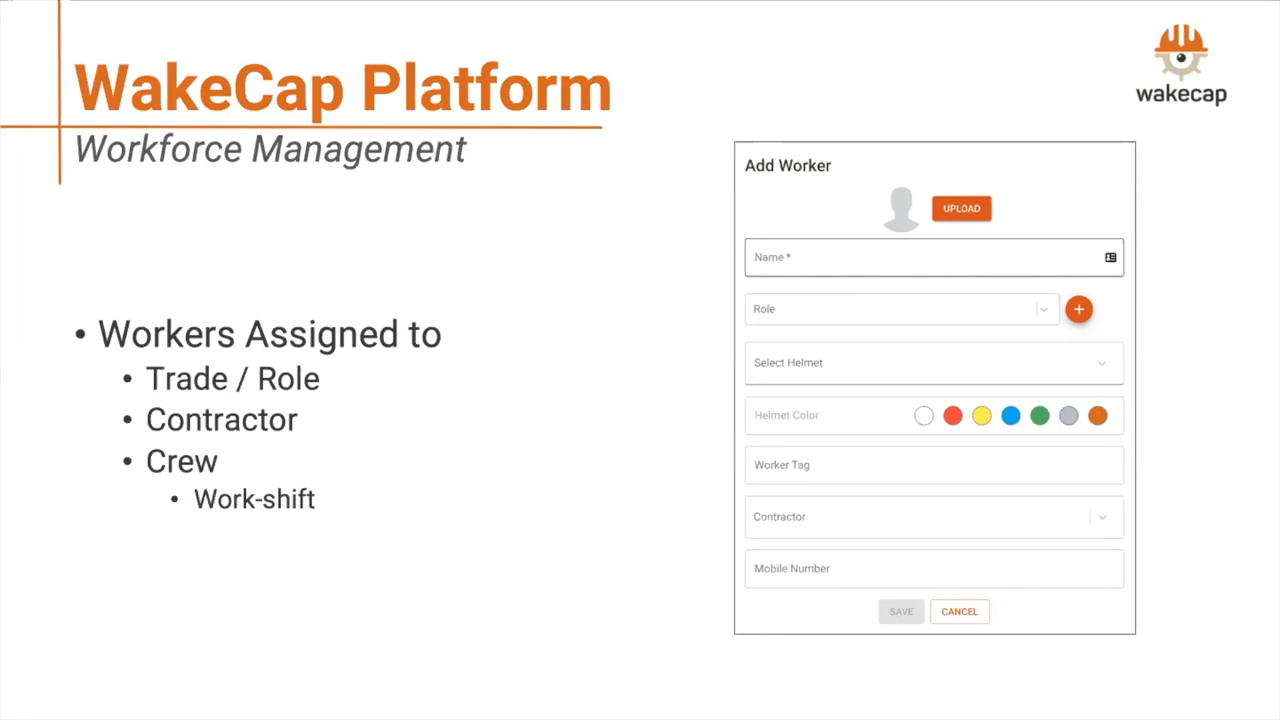 WakeCap Platform
Workforce Management
wakecap
• Workers Assigned to
• Trade / Role
• Contractor
• Crew
• Work-shift
Add Worker
UPLOAD
Name *
Role
+
Select Helmet
Helmet Color
Worker Tag
Contractor
Mobile Number
SAVE CANCEL